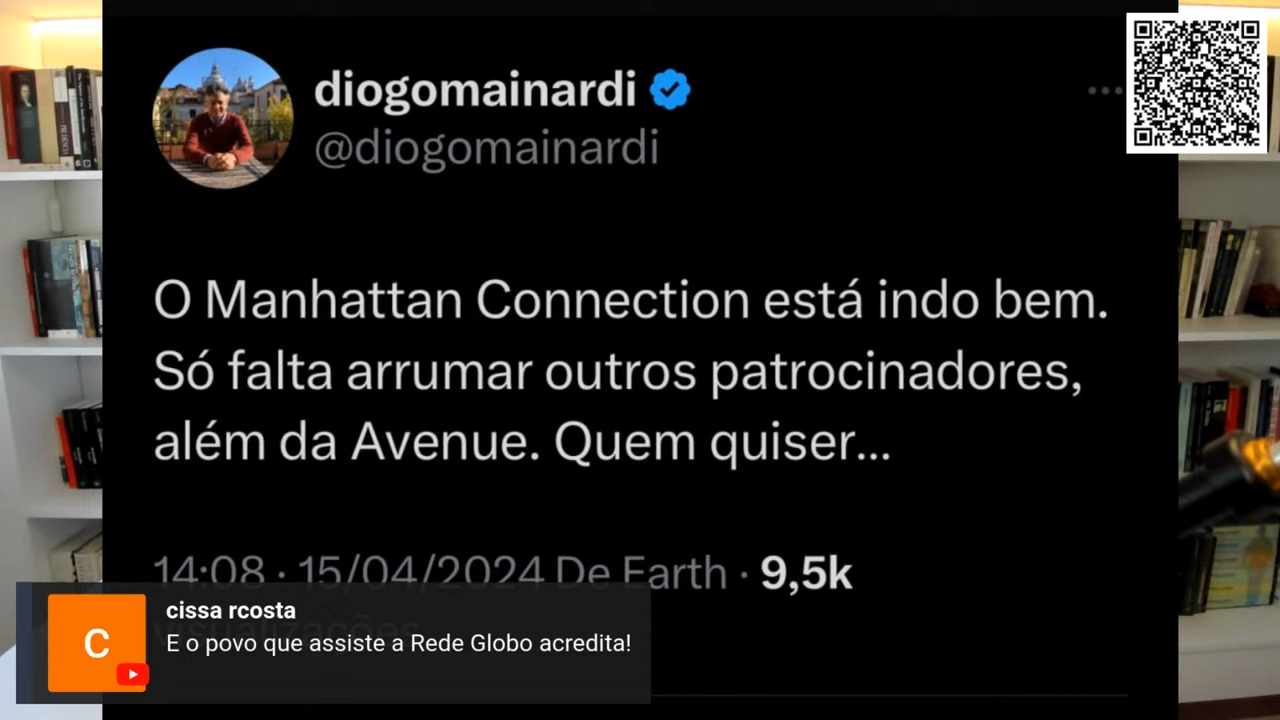 diogomainardi
@diogomainardi
O Manhattan Connection está indo bem.
Só falta arrumar outros patrocinadores,
além da Avenue. Quem quiser...
14:08 · 15/04/2024 De Earth · 9,5k
visualizações
C
cissa rcosta
E o povo que assiste a Rede Globo acredita!